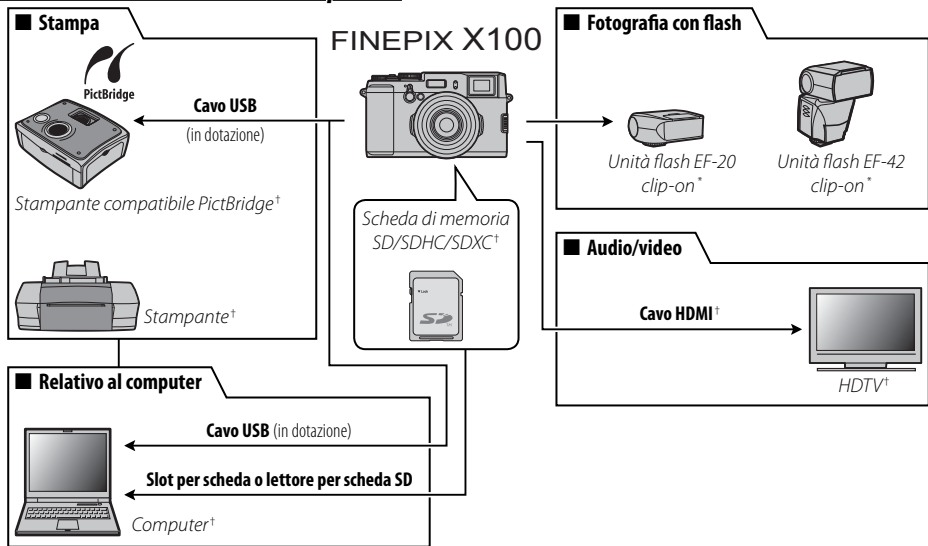 ■ Stampa
PictBridge
Cavo USB
(in dotazione)
Stampante compatibile PictBridge†
Stampante†
FINEPIX X100
Scheda di memoria
SD/SDHC/SDXC†
Lock
SD
■ Fotografia con flash
Unità flash EF-20
clip-on*
Unità flash EF-42
clip-on*
■ Audio/video
Cavo HDMI†
HDTV†
■ Relativo al computer
Cavo USB (in dotazione)
Slot per scheda o lettore per scheda SD
Computer†